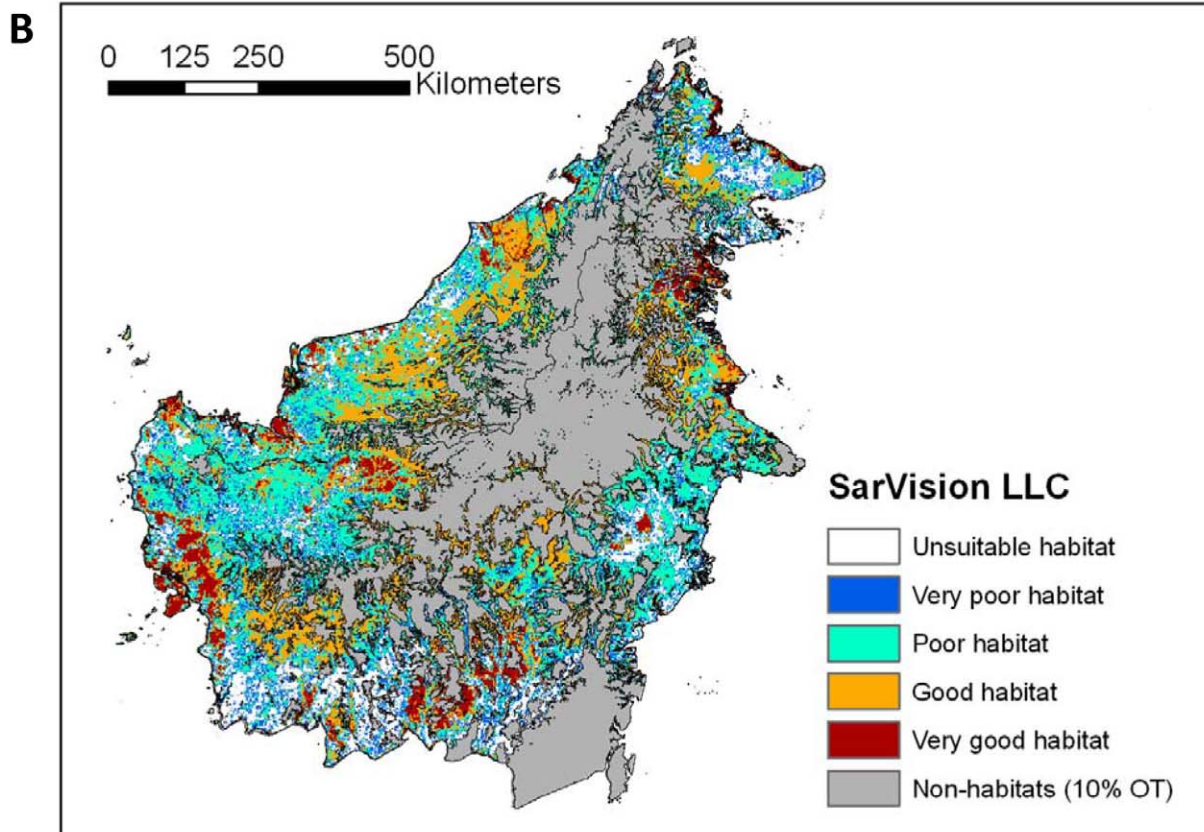 B
0 125 250 500
Kilometers
SarVision LLC
Unsuitable habitat
Very poor habitat
Poor habitat
Good habitat
Very good habitat
Non-habitats (10% OT)